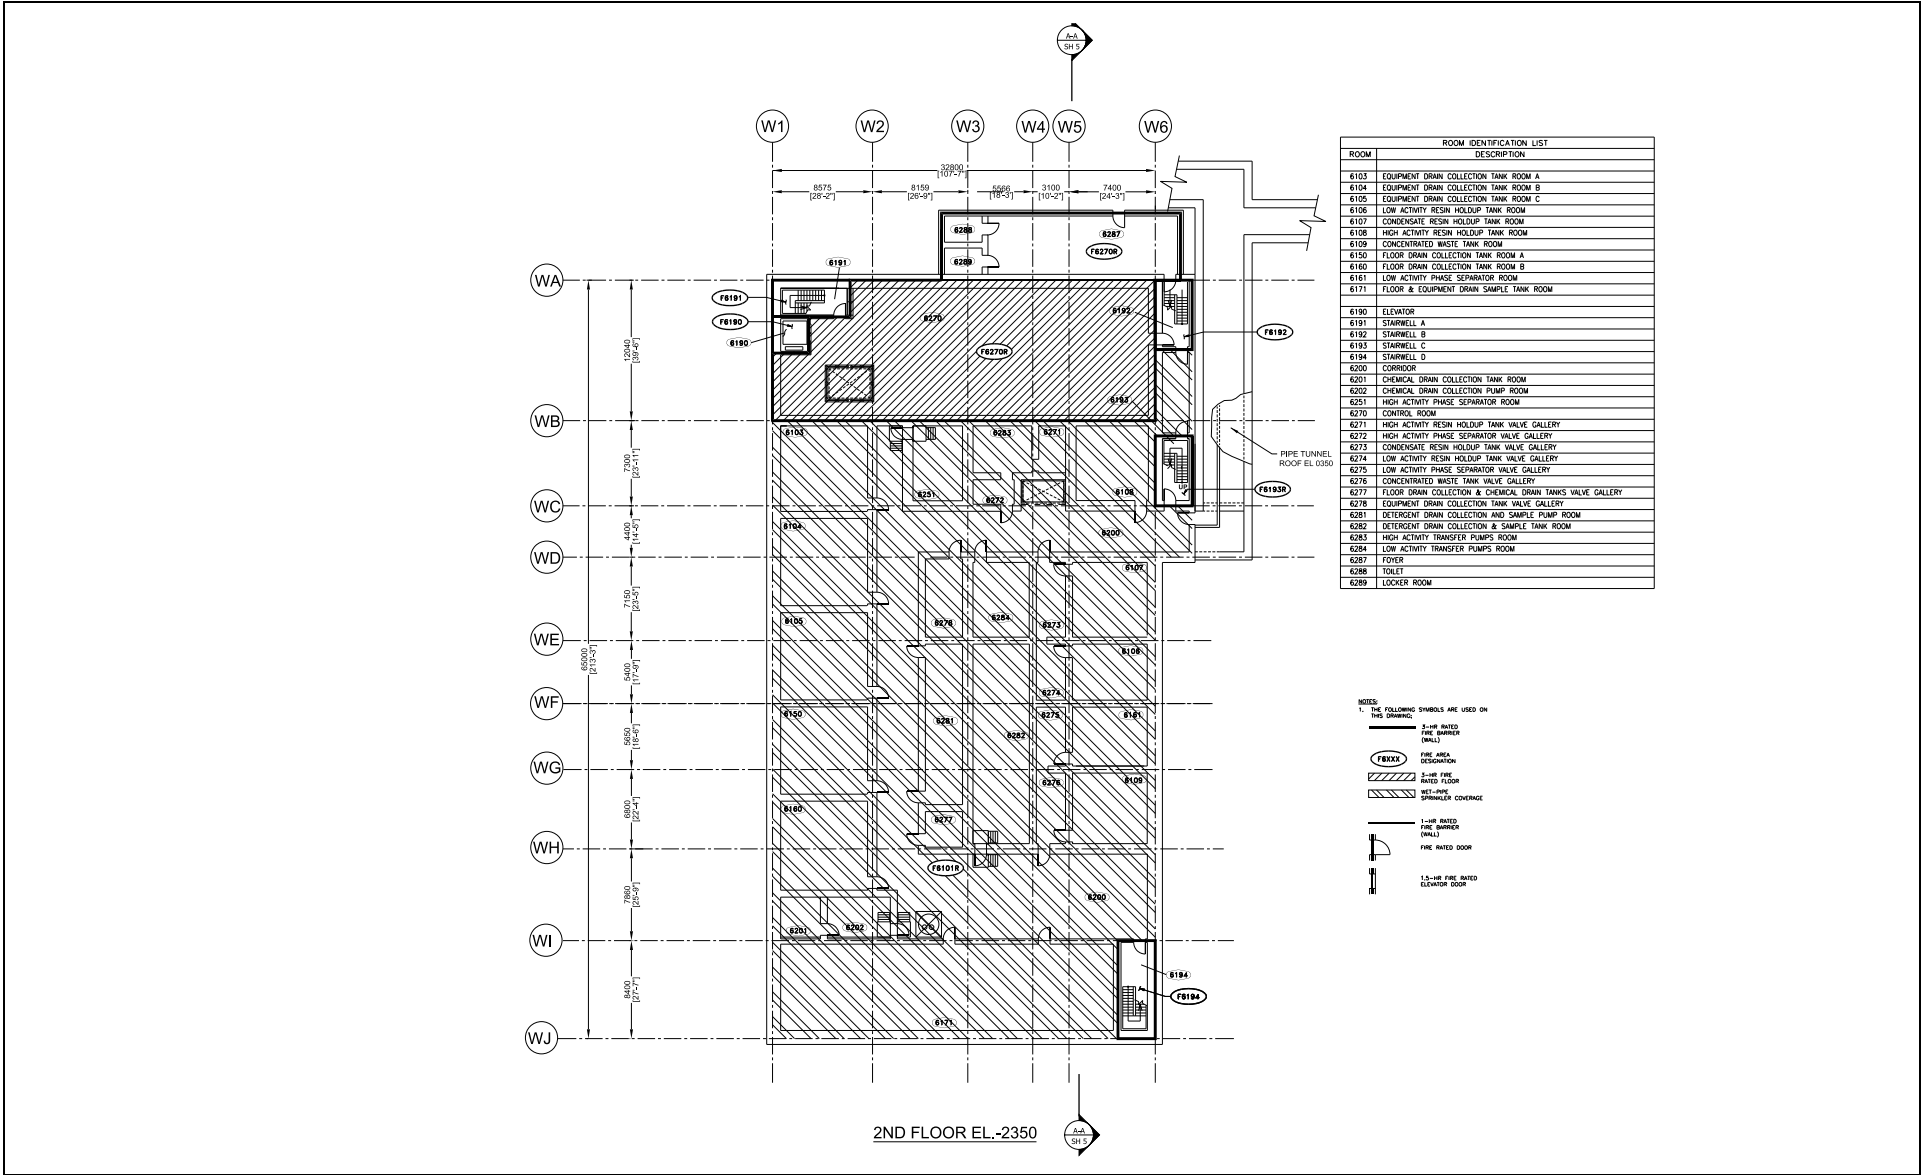 A-A
SH 5
W1
W2
W3
W4
W5
W6
32800
[107'-7"]
8575
[28'-2"]
8159
[26'-9"]
5566
[18'-3"]
3100
[10'-2"]
7400
[24'-3"]
ROOM IDENTIFICATION LIST
ROOM DESCRIPTION
6103 EQUIPMENT DRAIN COLLECTION TANK ROOM A
6104 EQUIPMENT DRAIN COLLECTION TANK ROOM B
6105 EQUIPMENT DRAIN COLLECTION TANK ROOM C
6106 LOW ACTIVITY RESIN HOLDUP TANK ROOM
6107 CONDENSATE RESIN HOLDUP TANK ROOM
6108 HIGH ACTIVITY RESIN HOLDUP TANK ROOM
6109 CONCENTRATED WASTE TANK ROOM
6150 FLOOR DRAIN COLLECTION TANK ROOM A
6160 FLOOR DRAIN COLLECTION TANK ROOM B
6161 LOW ACTIVITY PHASE SEPARATOR ROOM
6171 FLOOR & EQUIPMENT DRAIN SAMPLE TANK ROOM
6190 ELEVATOR
6191 STAIRWELL A
6192 STAIRWELL B
6193 STAIRWELL C
6194 STAIRWELL D
6200 CORRIDOR
6201 CHEMICAL DRAIN COLLECTION TANK ROOM
6202 CHEMICAL DRAIN COLLECTION PUMP ROOM
6251 HIGH ACTIVITY PHASE SEPARATOR ROOM
6270 CONTROL ROOM
6271 HIGH ACTIVITY RESIN HOLDUP TANK VALVE GALLERY
6272 HIGH ACTIVITY PHASE SEPARATOR VALVE GALLERY
6273 CONDENSATE RESIN HOLDUP TANK VALVE GALLERY
6274 LOW ACTIVITY RESIN HOLDUP TANK VALVE GALLERY
6275 LOW ACTIVITY PHASE SEPARATOR VALVE GALLERY
6276 CONCENTRATED WASTE TANK VALVE GALLERY
6277 FLOOR DRAIN COLLECTION & CHEMICAL DRAIN TANKS VALVE GALLERY
6278 EQUIPMENT DRAIN COLLECTION TANK VALVE GALLERY
6281 DETERGENT DRAIN COLLECTION AND SAMPLE PUMP ROOM
6282 DETERGENT DRAIN COLLECTION & SAMPLE TANK ROOM
6283 HIGH ACTIVITY TRANSFER PUMPS ROOM
6284 LOW ACTIVITY TRANSFER PUMPS ROOM
6287 FOYER
6288 TOILET
6289 LOCKER ROOM
6288
6287
F6270R
6289
6191
WA
F6191
F6190
6190
6270
6192
F6192
F6270R
12040
[39'-6"]
6193
WB
6103
6283
6271
7300
[23'-11"]
PIPE TUNNEL
ROOF EL 0350
6251
6272
6108
UP
F6193R
WC
4400
[14'-5"]
6104
6200
WD
6107
7150
[23'-5"]
6105
6278
6284
6273
WE
65000
[213'-3"]
6106
5400
[17'-9"]
6274
WF
6150
6281
6282
6275
6161
5650
[18'-6"]
WG
6276
6109
6800
[22'-4"]
6160
6277
WH
F6101R
7860
[25'-9"]
6200
6201
6202
WI
8400
[27'-7"]
6194
F6194
6171
WJ
NOTES:
1. THE FOLLOWING SYMBOLS ARE USED ON
THIS DRAWING;
3-HR RATED
FIRE BARRIER
(WALL)
F6XXX
FIRE AREA
DESIGNATION
3-HR FIRE
RATED FLOOR
WET-PIPE
SPRINKLER COVERAGE
1-HR RATED
FIRE BARRIER
(WALL)
FIRE RATED DOOR
1.5-HR FIRE RATED
ELEVATOR DOOR
2ND FLOOR EL.-2350
A-A
SH 5